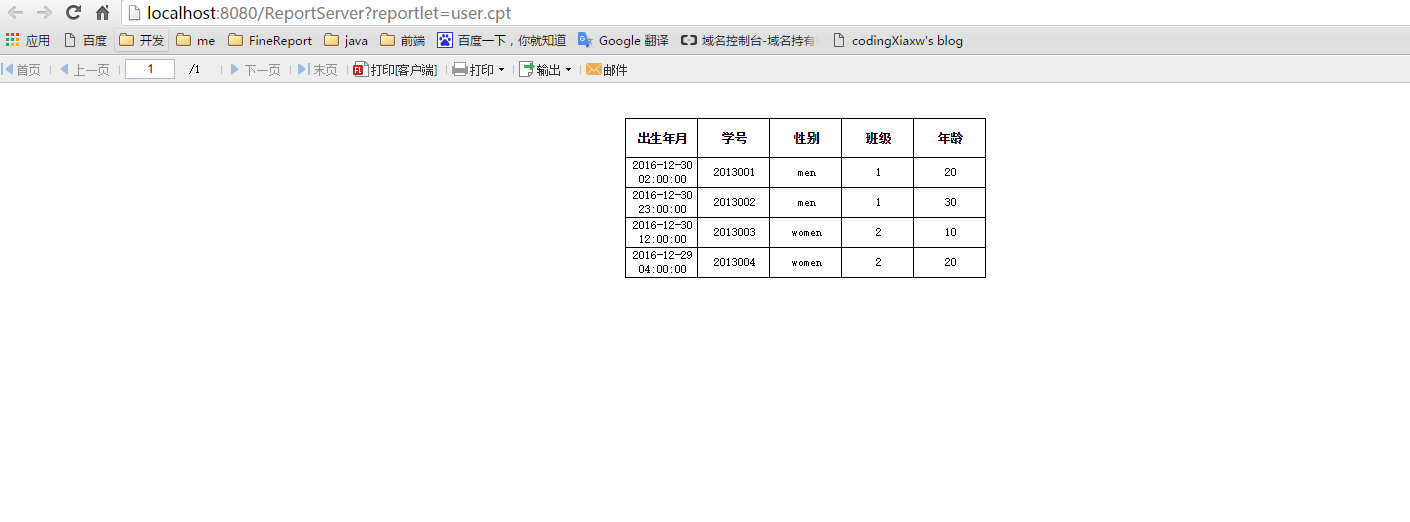 localhost:8080/ReportServer?reportlet=user.cpt
应用 百度 开发 me FineReport java 前端 百度一下，你就知道 Google 翻译 域名控制台-域名持有 codingXiaxw's blog
首页 上一页 1 /1 下一页 末页 打印[客户端] 打印 输出 邮件
出生年月 学号 性别 班级 年龄
2016-12-30 02:00:00 2013001 men 1 20
2016-12-30 23:00:00 2013002 men 1 30
2016-12-30 12:00:00 2013003 women 2 10
2016-12-29 04:00:00 2013004 women 2 20